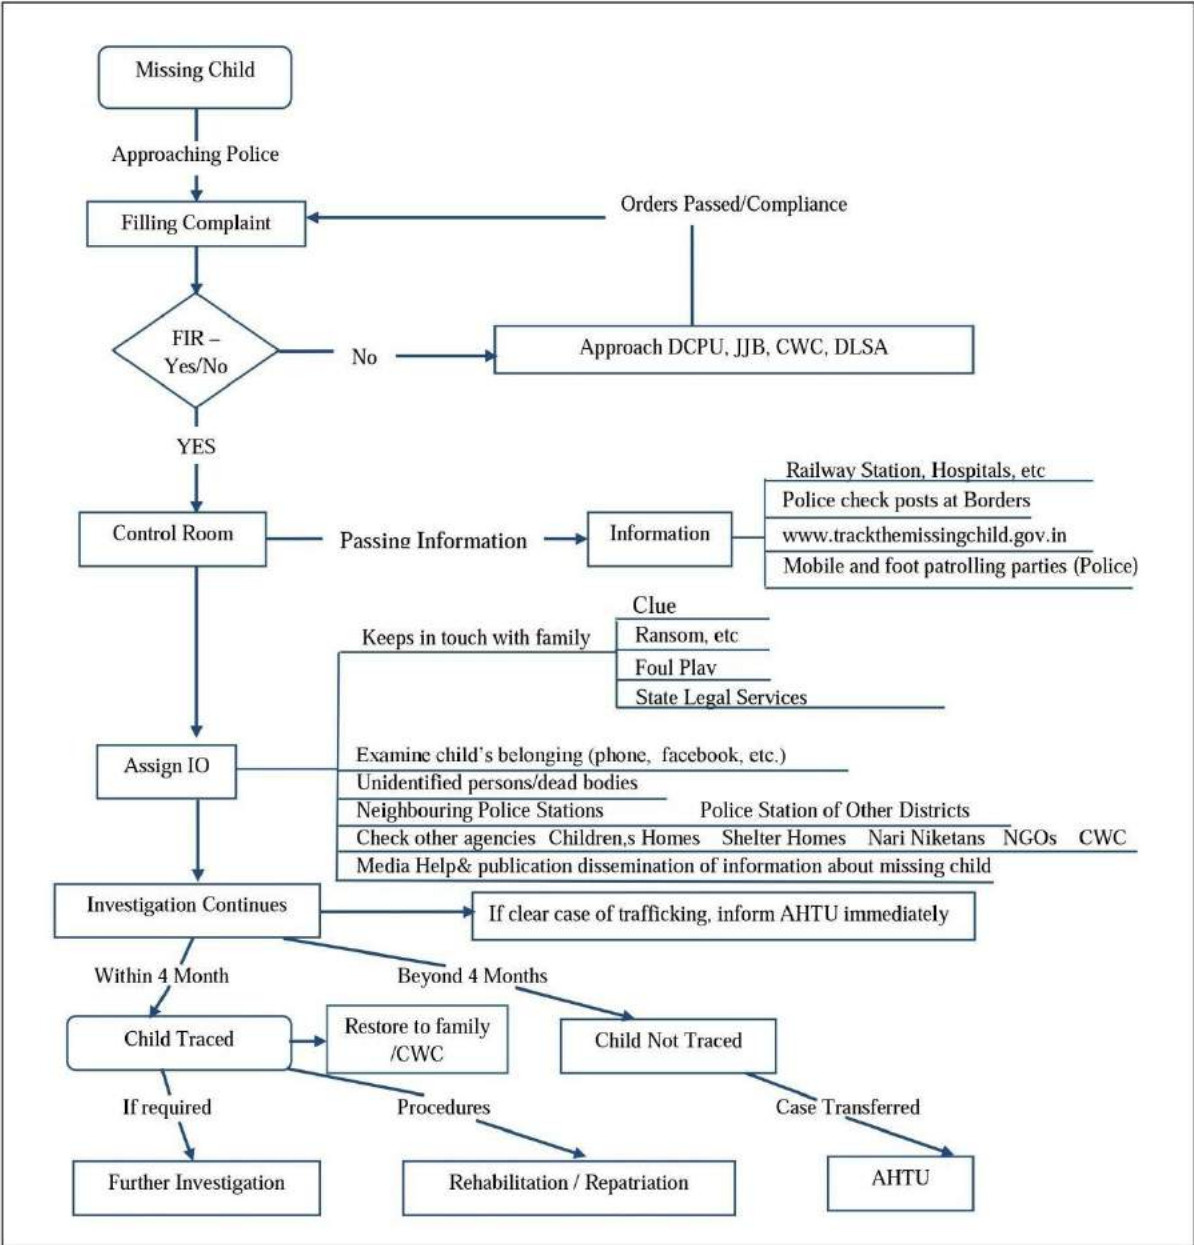 Missing Child
Approaching Police
Orders Passed/Compliance
Filling Complaint
FIR –
Yes/No
No
Approach DCPU, JJB, CWC, DLSA
YES
Railway Station, Hospitals, etc
Police check posts at Borders
Control Room
Passing Information
Information
www.trackthemissingchild.gov.in
Mobile and foot patrolling parties (Police)
Clue
Keeps in touch with family
Ransom, etc
Foul Play
State Legal Services
Assign IO
Examine child's belonging (phone, facebook, etc.)
Unidentified persons/dead bodies
Neighbouring Police Stations Police Station of Other Districts
Check other agencies Children,s Homes Shelter Homes Nari Niketans NGOs CWC
Media Help& publication dissemination of information about missing child
Investigation Continues
If clear case of trafficking, inform AHTU immediately
Within 4 Month
Beyond 4 Months
Child Traced
Restore to family
/CWC
Child Not Traced
If required
Procedures
Case Transferred
Further Investigation
Rehabilitation / Repatriation
AHTU